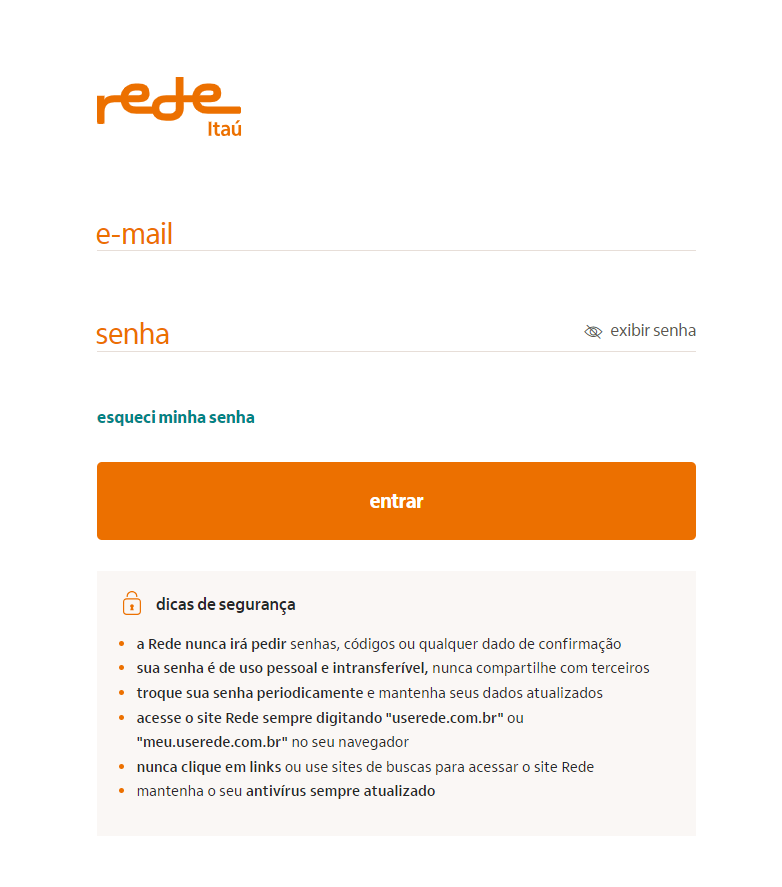 rede
Itaú
e-mail
senha
exibir senha
esqueci minha senha
entrar
dicas de segurança
a Rede nunca irá pedir senhas, códigos ou qualquer dado de confirmação
sua senha é de uso pessoal e intransferível, nunca compartilhe com terceiros
troque sua senha periodicamente e mantenha seus dados atualizados
acesse o site Rede sempre digitando "userede.com.br" ou
"meu.userede.com.br" no seu navegador
nunca clique em links ou use sites de buscas para acessar o site Rede
mantenha o seu antivírus sempre atualizado